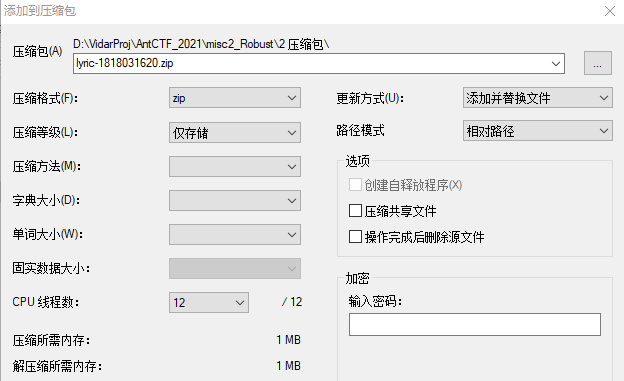 添加到压缩包
压缩包(A)
D:\VidarProj\AntCTF_2021\misc2_Robust\2 压缩包\
lyric-1818031620.zip
...
压缩格式(F):
zip
压缩等级(L):
仅存储
压缩方法(M):
字典大小(D):
单词大小(W):
固实数据大小:
CPU 线程数:
12
/ 12
压缩所需内存:
1 MB
解压缩所需内存:
1 MB
更新方式(U):
添加并替换文件
路径模式
相对路径
选项
创建自释放程序(X)
压缩共享文件
操作完成后删除源文件
加密
输入密码: